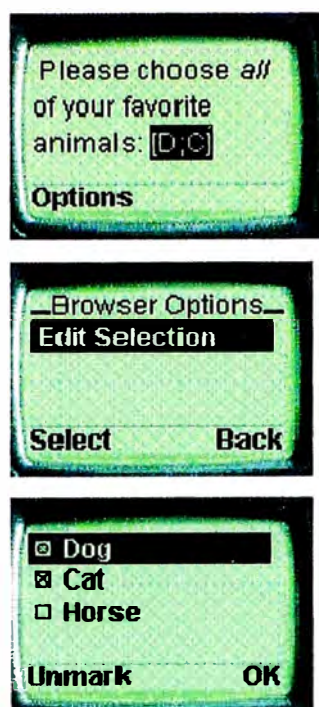 Please choose all
of your favorite
animals: [D;C]
Options
Browser Options
Edit Selection
Select Back
Dog
Cat
Horse
Unmark OK